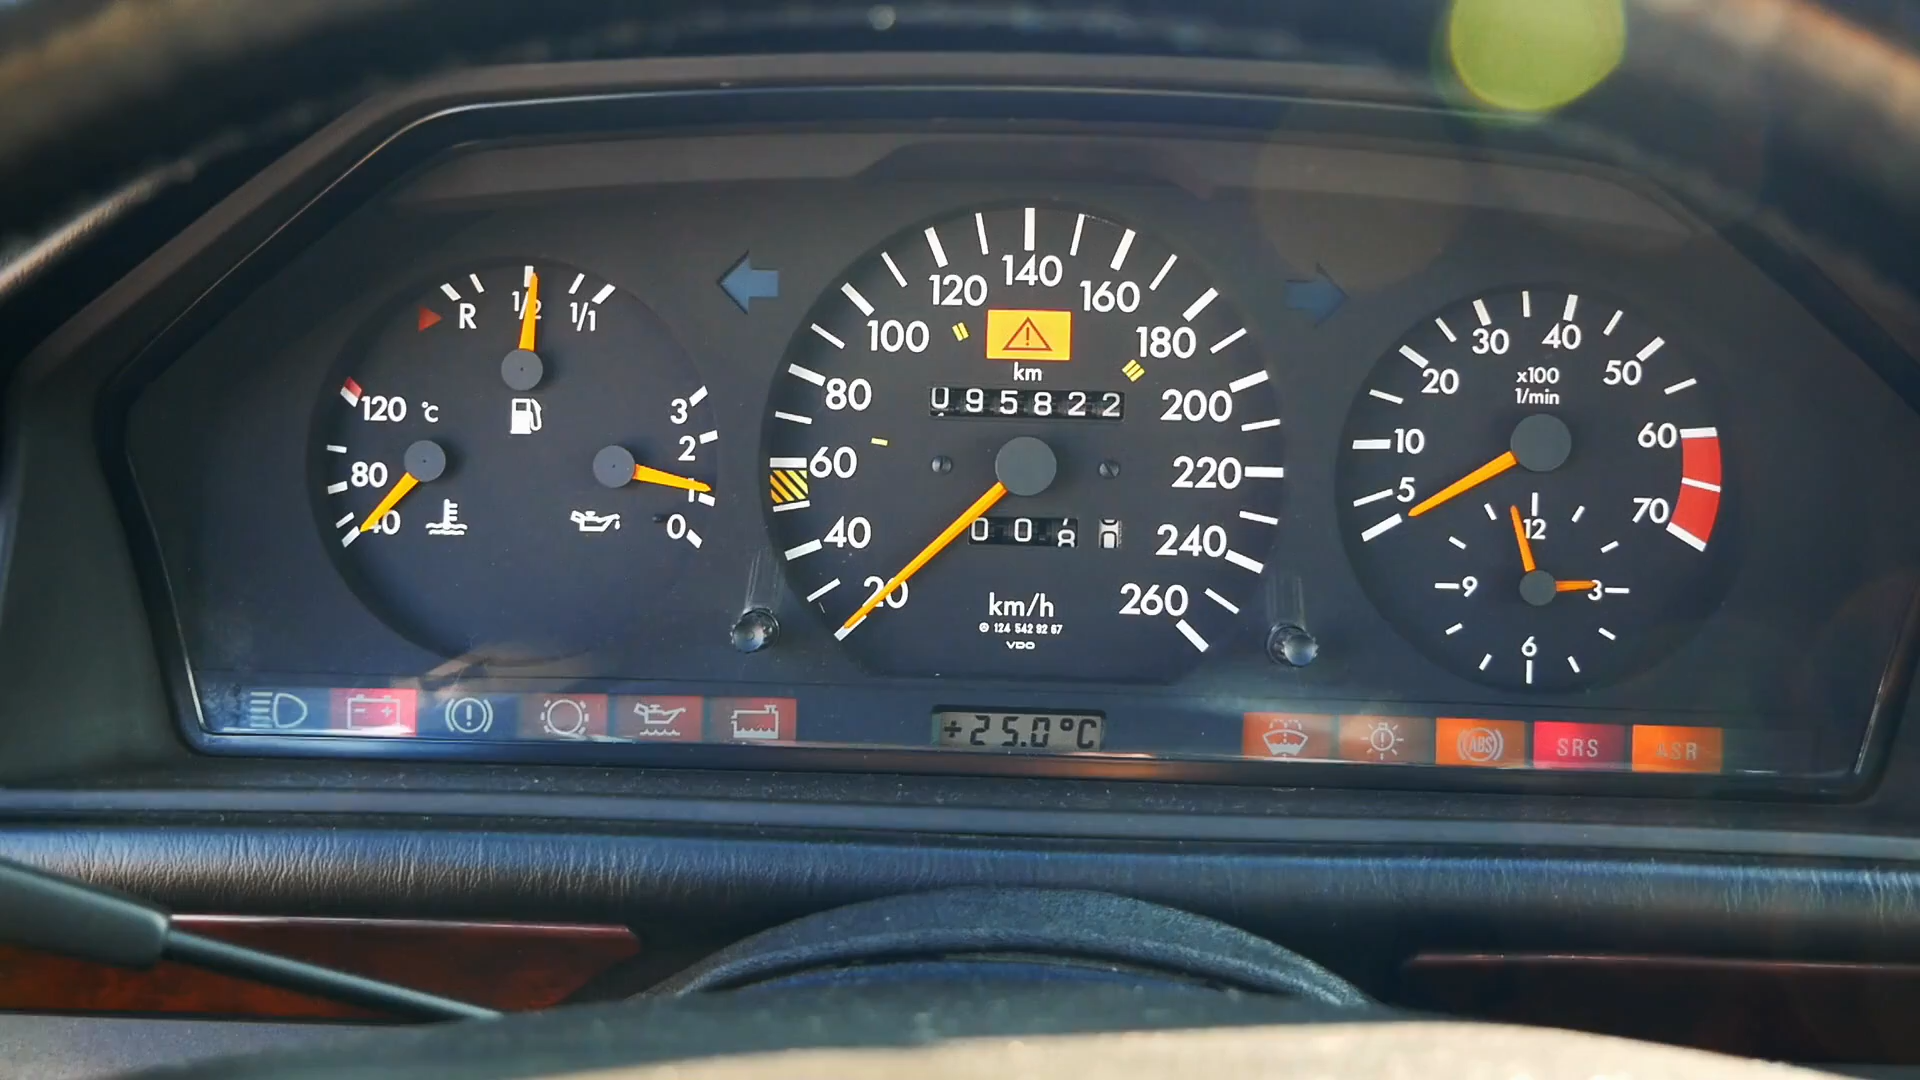 R 1/2 1/1
120 °C
80
40
3
2
1
0
20
40
60
80
100
120
140
160
180
200
220
240
260
km
095822
00
km/h
124 542 92 67
VDO
5
10
20
30
40
50
60
70
x100
1/min
12
3
6
9
+25.0°C
ABS
SRS
ASR